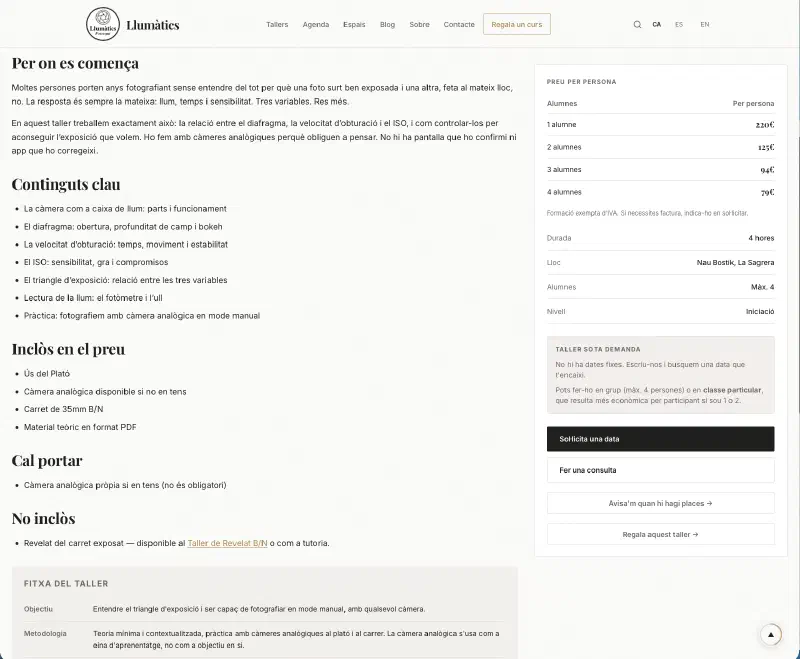 Llumàtics
Llumàtics
Tallers
Agenda
Espais
Blog
Sobre
Contacte
Regala un curs
CA
ES
EN
Per on es comença
Moltes persones porten anys fotografiant sense entendre del tot per què una foto surt ben exposada i una altra, feta al mateix lloc,
no. La resposta és sempre la mateixa: llum, temps i sensibilitat. Tres variables. Res més.
En aquest taller treballem exactament això: la relació entre el diafragma, la velocitat d'obturació i el ISO, i com controlar-los per
aconseguir l'exposició que volem. Ho fem amb càmeres analògiques perquè obliguen a pensar. No hi ha pantalla que ho confirmi ni
app que ho corregeixi.
Continguts clau
• La càmera com a caixa de llum: parts i funcionament
• El diafragma: obertura, profunditat de camp i bokeh
• La velocitat d'obturació: temps, moviment i estabilitat
• El ISO: sensibilitat, gra i compromisos
• El triangle d'exposició: relació entre les tres variables
• Lectura de la llum: el fotòmetre i l'ull
• Pràctica: fotografiem amb càmera analògica en mode manual
Inclòs en el preu
• Ús del Plató
• Càmera analògica disponible si no en tens
• Carret de 35mm B/N
• Material teòric en format PDF
Cal portar
• Càmera analògica pròpia si en tens (no és obligatori)
No inclòs
• Revelat del carret exposat — disponible al Taller de Revelat B/N o com a tutoria.
FITXA DEL TALLER
Objectiu Entendre el triangle d'exposició i ser capaç de fotografiar en mode manual, amb qualsevol càmera.
Metodologia Teoria mínima i contextualitzada, pràctica amb càmeres analògiques al plató i al carrer. La càmera analògica s'usa com a
eina d'aprenentatge, no com a objectiu en si.
PREU PER PERSONA
Alumnes Per persona
1 alumne 220€
2 alumnes 125€
3 alumnes 94€
4 alumnes 79€
Formació exempta d'IVA. Si necessites factura, indica-ho en sol·licitar.
Durada 4 hores
Lloc Nau Bostik, La Sagrera
Alumnes Màx. 4
Nivell Iniciació
TALLER SOTA DEMANDA
No hi ha dates fixes. Escriu-nos i busquem una data que
t'encaixi.
Pots fer-ho en grup (màx. 4 persones) o en classe particular,
que resulta més econòmica per participant si sou 1 o 2.
Sol·licita una data
Fer una consulta
Avisa'm quan hi hagi places →
Regala aquest taller →